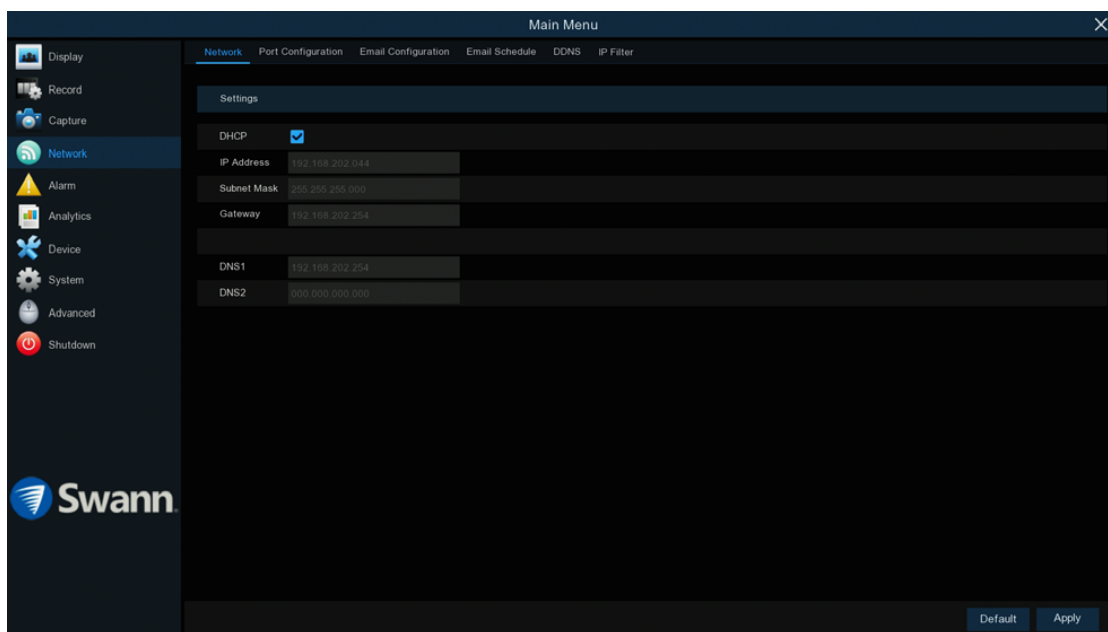 Main Menu
Display
Record
Capture
Network
Alarm
Analytics
Device
System
Advanced
Shutdown
Swann
Network Port Configuration Email Configuration Email Schedule DDNS IP Filter
Settings
DHCP
IP Address 192.168.202.044
Subnet Mask 255.255.255.000
Gateway 192.168.202.254
DNS1 192.168.202.254
DNS2 000.000.000.000
Default Apply